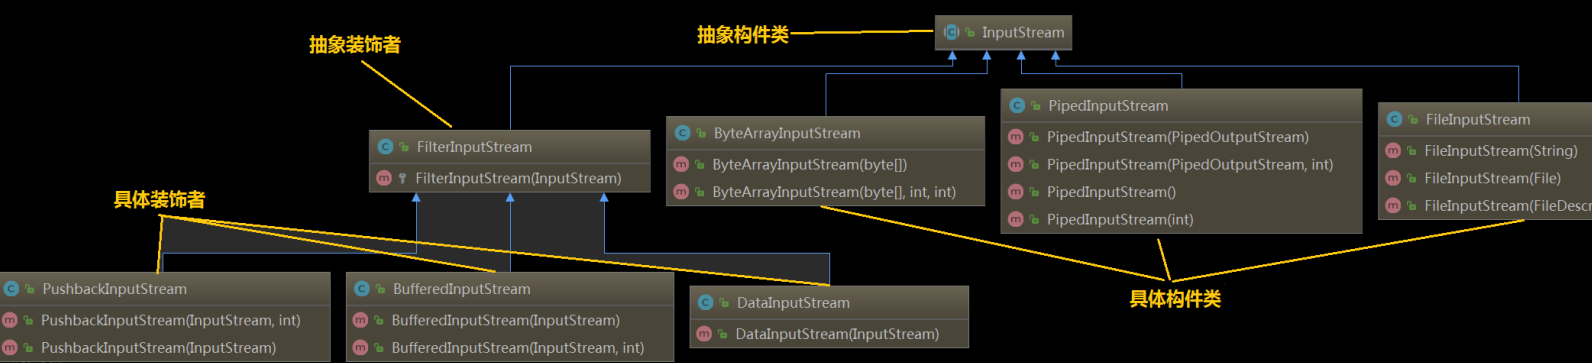 抽象构件类
InputStream
抽象装饰者
FilterInputStream
FilterInputStream(InputStream)
ByteArrayInputStream
ByteArrayInputStream(byte[])
ByteArrayInputStream(byte[], int, int)
PipedInputStream
PipedInputStream(PipedOutputStream)
PipedInputStream(PipedOutputStream, int)
PipedInputStream()
PipedInputStream(int)
FileInputStream
FileInputStream(String)
FileInputStream(File)
FileInputStream(FileDescr
具体装饰者
PushbackInputStream
PushbackInputStream(InputStream, int)
PushbackInputStream(InputStream)
BufferedInputStream
BufferedInputStream(InputStream)
BufferedInputStream(InputStream, int)
DataInputStream
DataInputStream(InputStream)
具体构件类